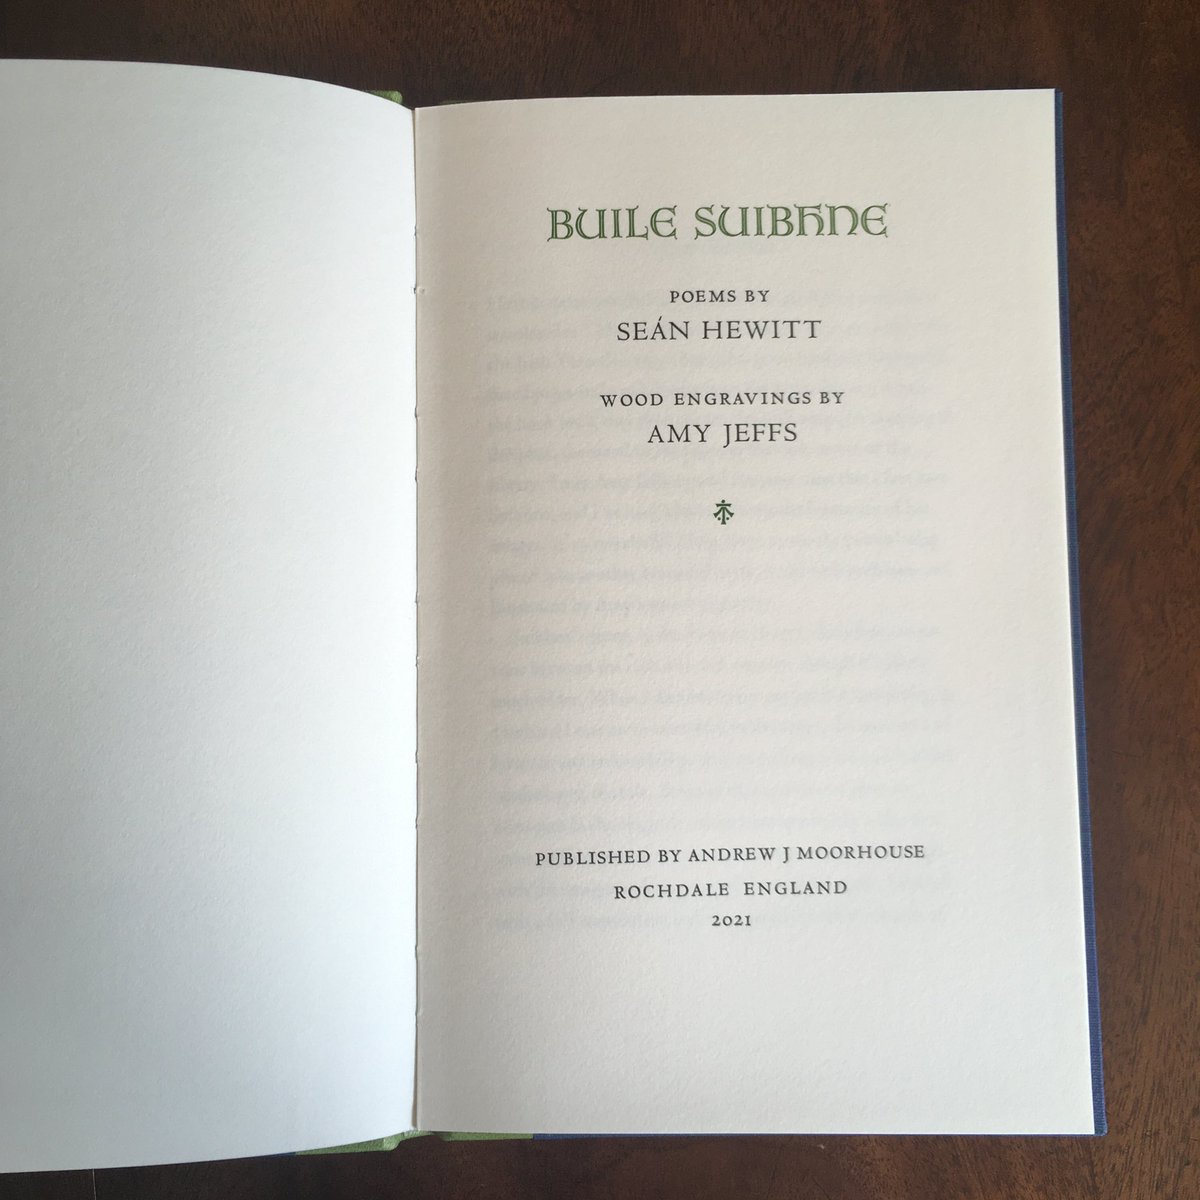 BUILE SUIBHNE
POEMS BY
SEÁN HEWITT
WOOD ENGRAVINGS BY
AMY JEFFS
PUBLISHED BY ANDREW J MOORHOUSE
ROCHDALE ENGLAND
2021